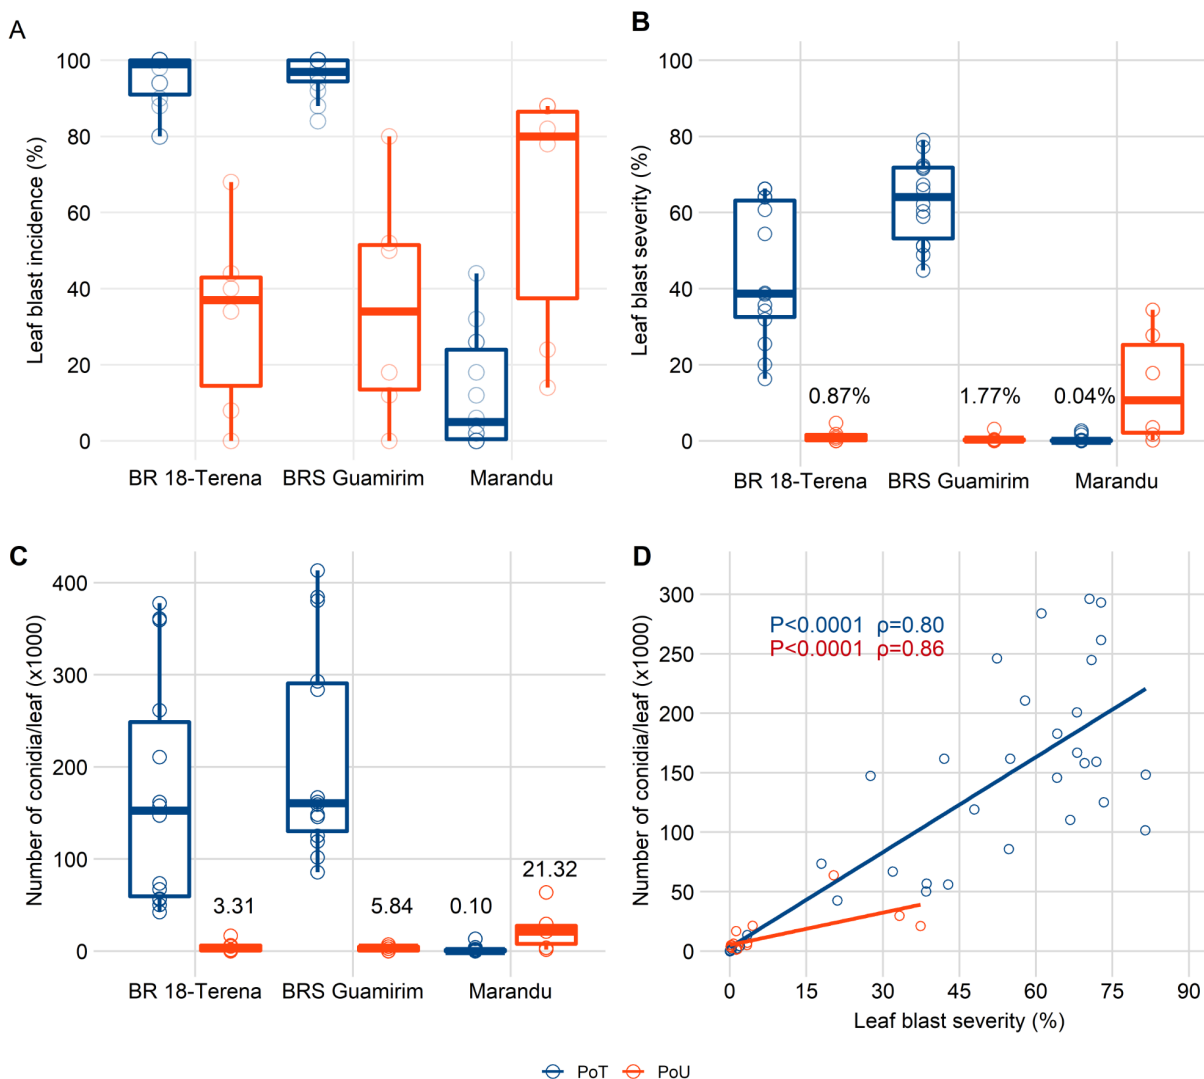 A
Leaf blast incidence (%)
100
80
60
40
20
0
BR 18-Terena BRS Guamirim Marandu
B
Leaf blast severity (%)
100
80
60
40
20
0
0.87% 1.77% 0.04%
BR 18-Terena BRS Guamirim Marandu
C
Number of conidia/leaf (x1000)
400
300
200
100
0
3.31 5.84 0.10 21.32
BR 18-Terena BRS Guamirim Marandu
D
Number of conidia/leaf (x1000)
300
250
200
150
100
50
0
P<0.0001 ρ=0.80
P<0.0001 ρ=0.86
0 15 30 45 60 75 90
Leaf blast severity (%)
PoT PoU